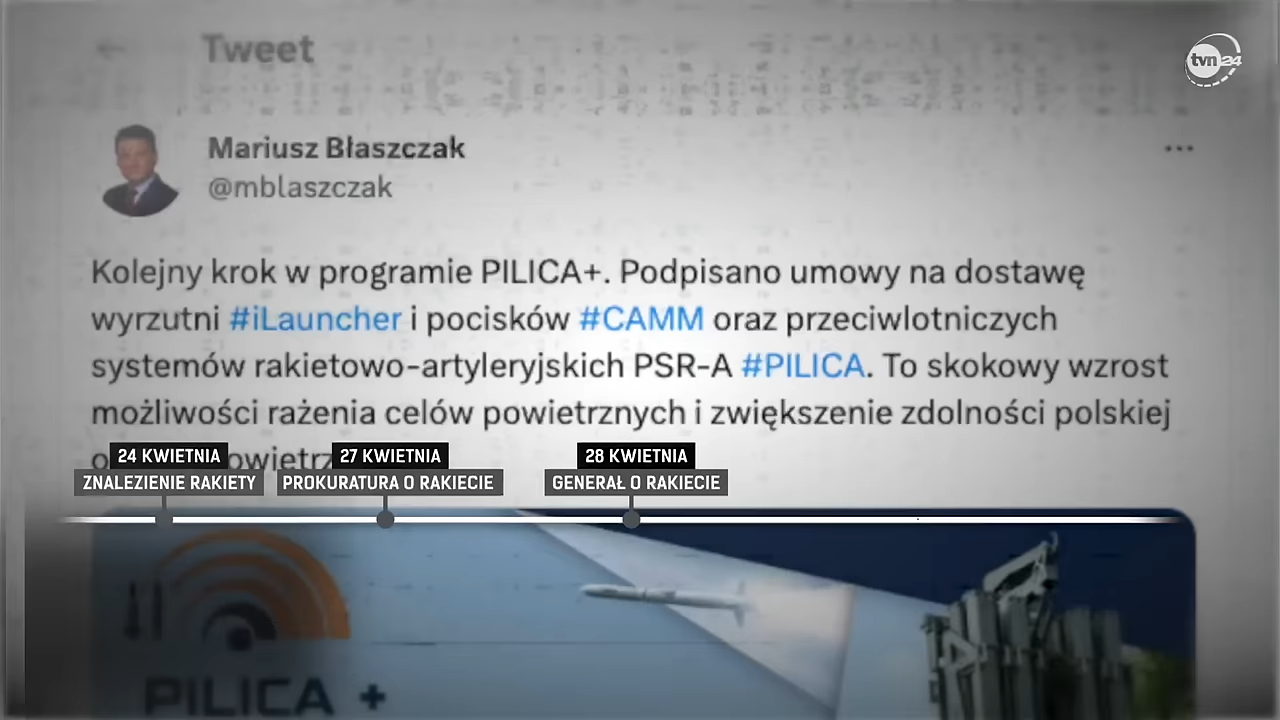 Tweet
tvn24
Mariusz Błaszczak
@mblaszczak
Kolejny krok w programie PILICA+. Podpisano umowy na dostawę
wyrzutni #iLauncher i pocisków #CAMM oraz przeciwlotniczych
systemów rakietowo-artyleryjskich PSR-A #PILICA. To skokowy wzrost
możliwości rażenia celów powietrznych i zwiększenie zdolności polskiej
24 KWIETNIA
ZNALEZIENIE RAKIETY
27 KWIETNIA
PROKURATURA O RAKIECIE
28 KWIETNIA
GENERAŁ O RAKIECIE
PILICA +